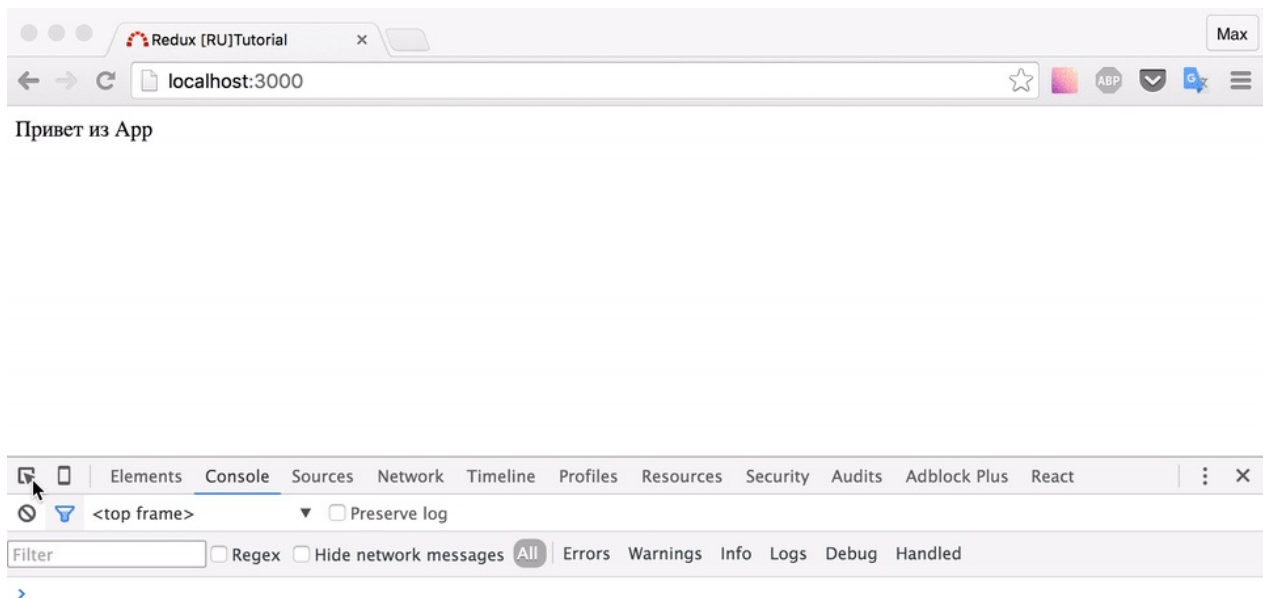 Redux [RU]Tutorial
Max
localhost:3000
ABP
Привет из App
Elements Console Sources Network Timeline Profiles Resources Security Audits Adblock Plus React
<top frame> Preserve log
Filter Regex Hide network messages All Errors Warnings Info Logs Debug Handled